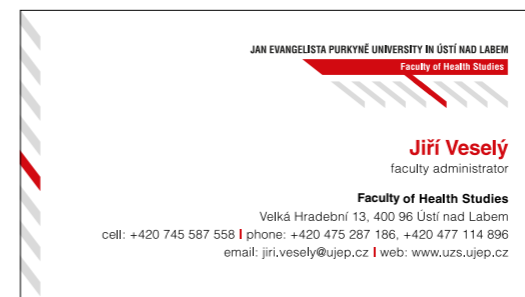 JAN EVANGELISTA PURKYNĚ UNIVERSITY IN ÚSTÍ NAD LABEM
Faculty of Health Studies
Jiří Veselý
faculty administrator
Faculty of Health Studies
Velká Hradební 13, 400 96 Ústí nad Labem
cell: +420 745 587 558 | phone: +420 475 287 186, +420 477 114 896
email: jiri.vesely@ujep.cz | web: www.uzs.ujep.cz